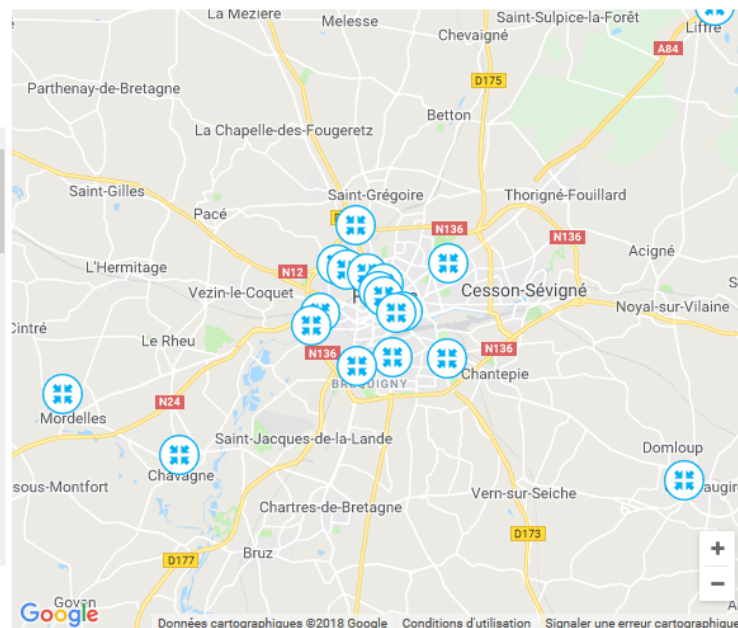 La Mézière
Melesse
Saint-Sulpice-la-Forêt
Liffré
Chevaigné
A84
D175
Parthenay-de-Bretagne
Betton
La Chapelle-des-Fougeretz
Saint-Gilles
Saint-Grégoire
Thorigné-Fouillard
Pacé
N136
N136
Acigné
L'Hermitage
N12
Vezin-le-Coquet
Cesson-Sévigné
Noyal-sur-Vilaine
Cintré
Le Rheu
N136
N136
Chantepie
N24
Mordelles
Saint-Jacques-de-la-Lande
Domloup
Chavagne
sous-Montfort
Vern-sur-Seiche
Chartres-de-Bretagne
D173
Bruz
D177
+
−
Goven
Google
Données cartographiques ©2018 Google
Conditions d'utilisation
Signaler une erreur cartographique